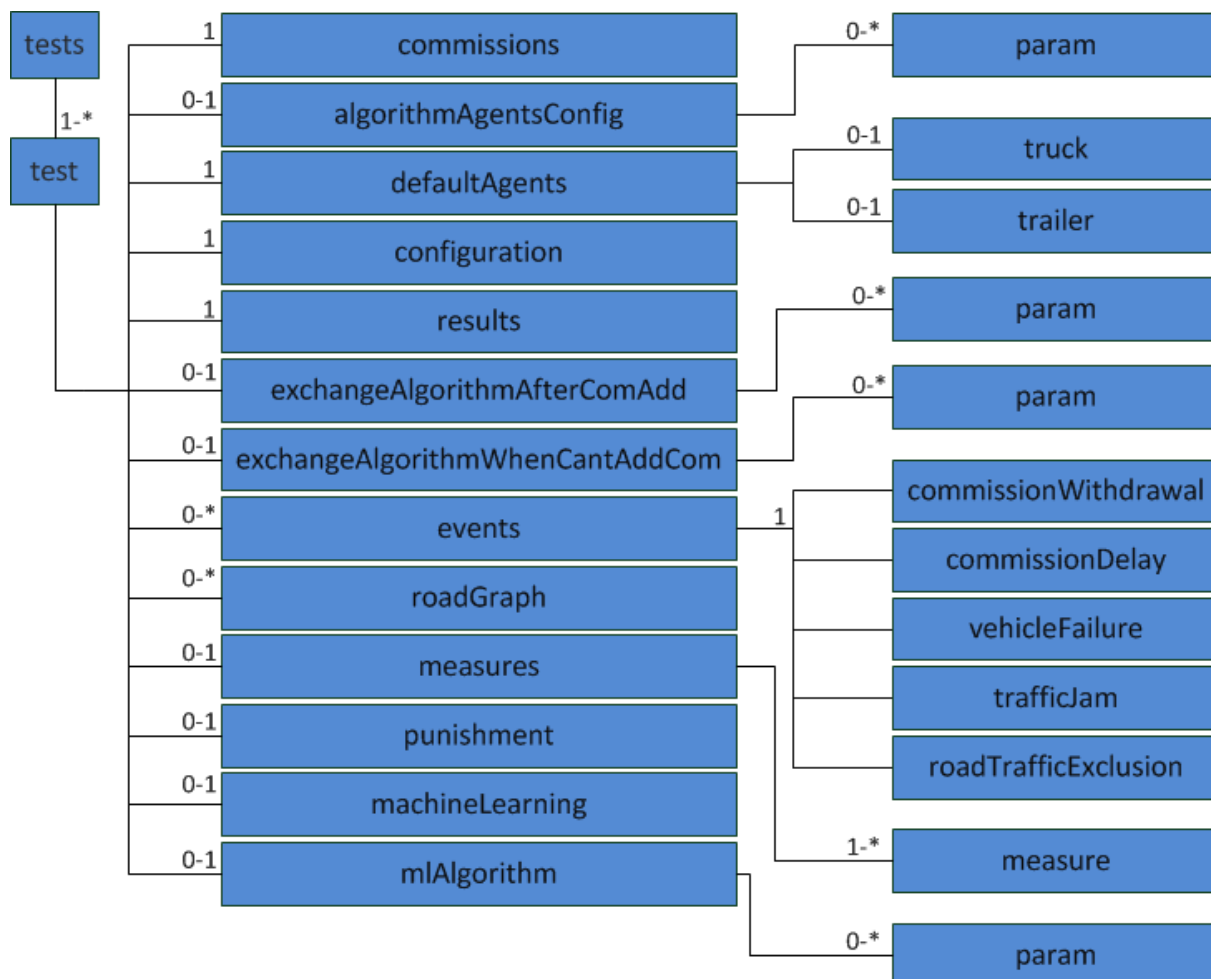 tests
1-*
test
1
commissions
0-*
param
0-1
algorithmAgentsConfig
1
defaultAgents
0-1
truck
0-1
trailer
1
configuration
1
results
0-1
exchangeAlgorithmAfterComAdd
0-*
param
0-1
exchangeAlgorithmWhenCantAddCom
0-*
param
0-*
events
1
commissionWithdrawal
commissionDelay
vehicleFailure
trafficJam
roadTrafficExclusion
0-*
roadGraph
0-1
measures
1-*
measure
0-1
punishment
0-1
machineLearning
0-1
mlAlgorithm
0-*
param